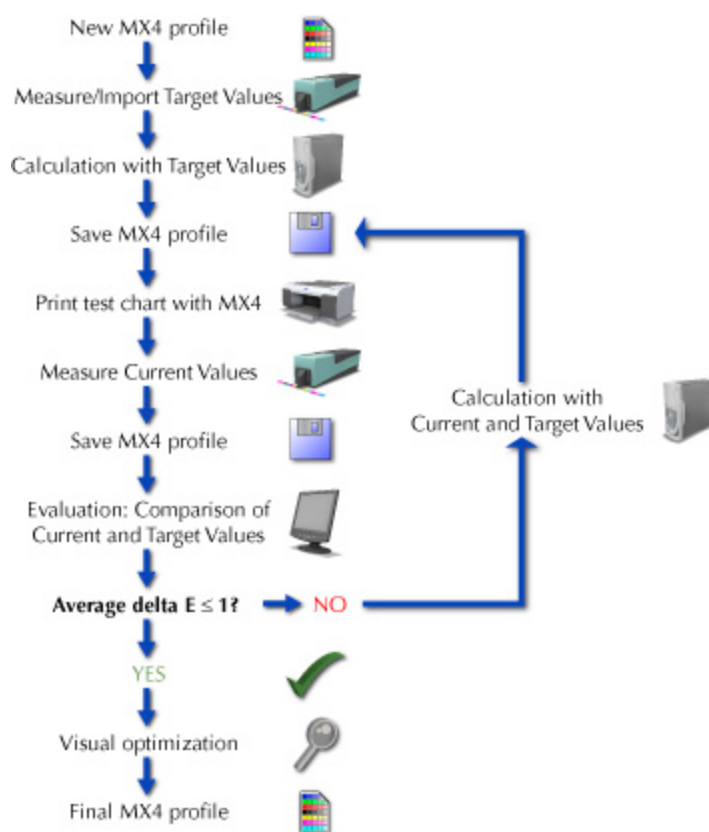 New MX4 profile
Measure/Import Target Values
Calculation with Target Values
Save MX4 profile
Print test chart with MX4
Measure Current Values
Save MX4 profile
Evaluation: Comparison of
Current and Target Values
Average delta E ≤ 1?
NO
Calculation with
Current and Target Values
YES
Visual optimization
Final MX4 profile